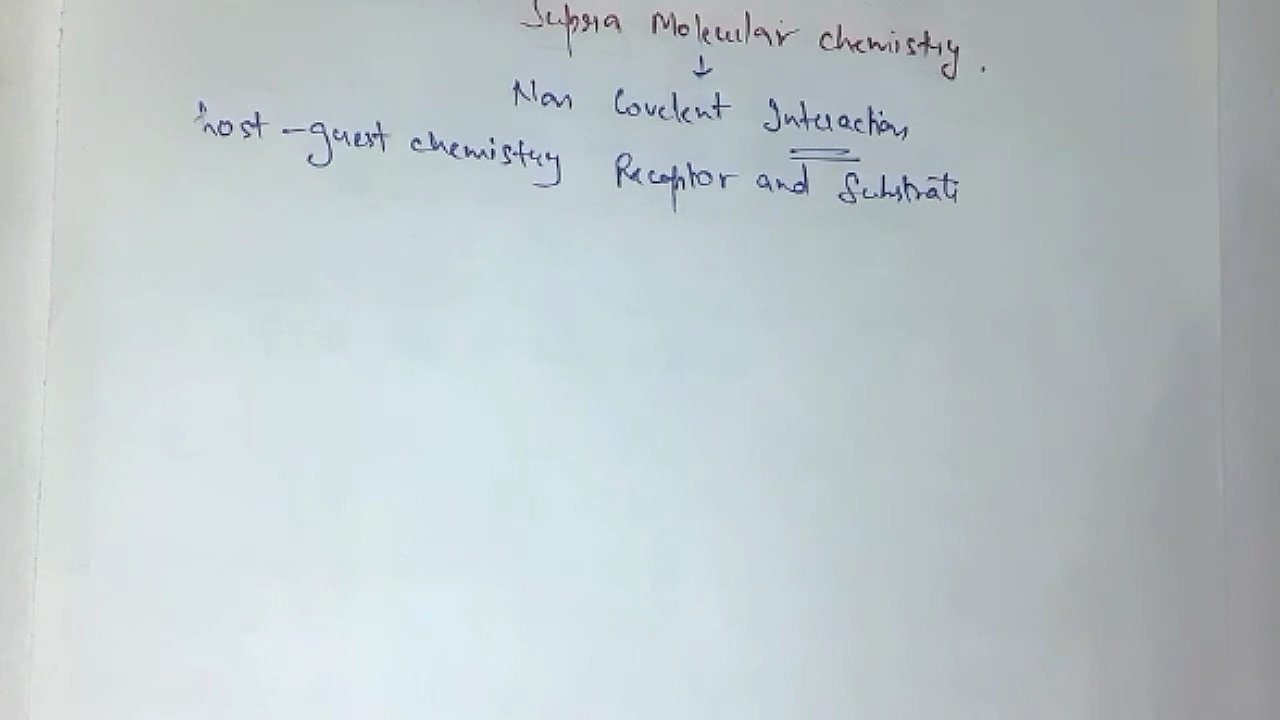 Supra Molecular chemistry.
↓
Non Covelent Interaction
host-guest chemistry Receptor and Substrati